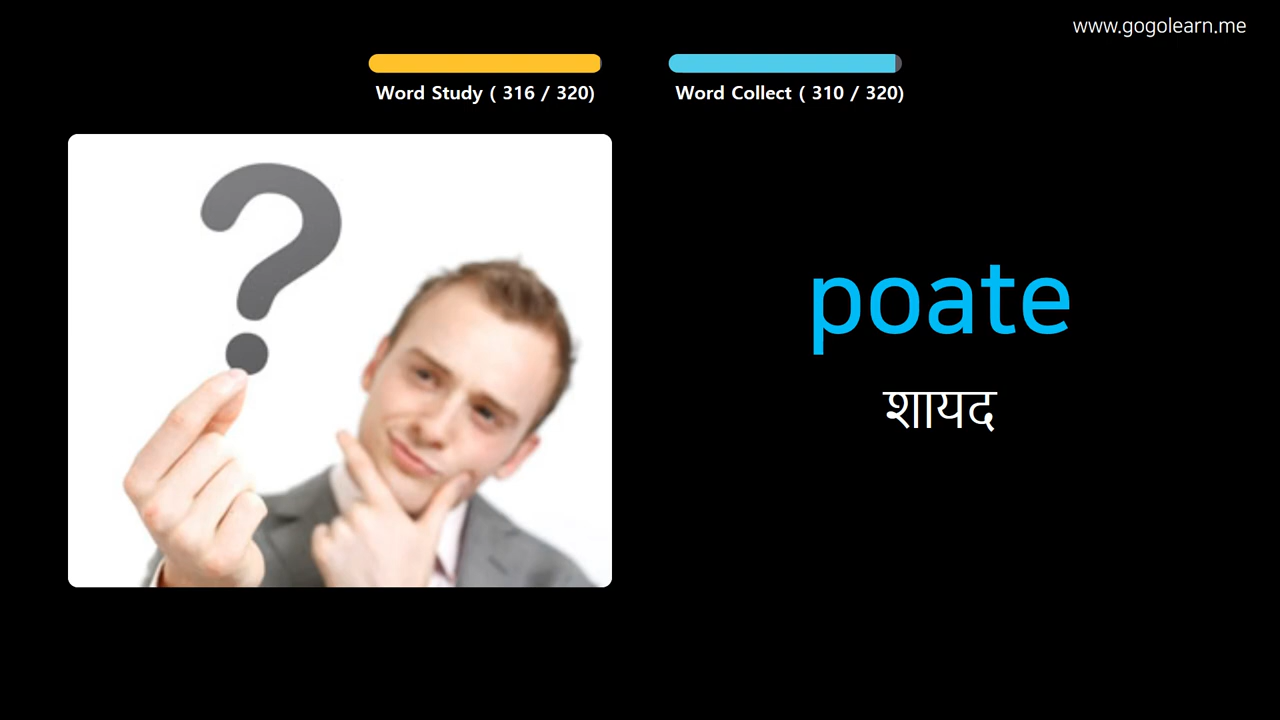 www.gogolearn.me
Word Study ( 316 / 320)
Word Collect ( 310 / 320)
?
poate
शायद